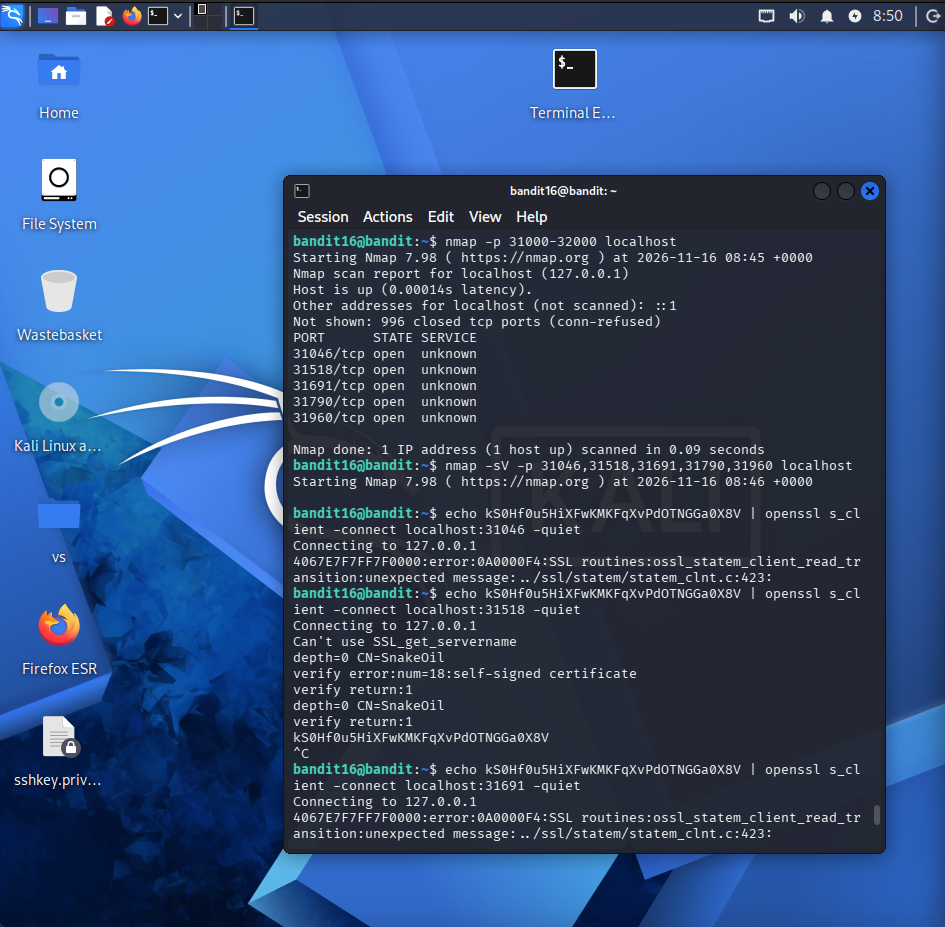 8:50
Home
Terminal E...
File System
Wastebasket
Kali Linux a...
vs
Firefox ESR
sshkey.priv...
bandit16@bandit: ~
Session Actions Edit View Help
bandit16@bandit:~$ nmap -p 31000-32000 localhost
Starting Nmap 7.98 ( https://nmap.org ) at 2026-11-16 08:45 +0000
Nmap scan report for localhost (127.0.0.1)
Host is up (0.00014s latency).
Other addresses for localhost (not scanned): ::1
Not shown: 996 closed tcp ports (conn-refused)
PORT      STATE SERVICE
31046/tcp open  unknown
31518/tcp open  unknown
31691/tcp open  unknown
31790/tcp open  unknown
31960/tcp open  unknown
Nmap done: 1 IP address (1 host up) scanned in 0.09 seconds
bandit16@bandit:~$ nmap -sV -p 31046,31518,31691,31790,31960 localhost
Starting Nmap 7.98 ( https://nmap.org ) at 2026-11-16 08:46 +0000
bandit16@bandit:~$ echo kS0Hf0u5HiXFwKMKFqXvPdOTNGGa0X8V | openssl s_cl
ient -connect localhost:31046 -quiet
Connecting to 127.0.0.1
4067E7F7FF7F0000:error:0A0000F4:SSL routines:ossl_statem_client_read_tr
ansition:unexpected message:../ssl/statem/statem_clnt.c:423:
bandit16@bandit:~$ echo kS0Hf0u5HiXFwKMKFqXvPdOTNGGa0X8V | openssl s_cl
ient -connect localhost:31518 -quiet
Connecting to 127.0.0.1
Can't use SSL_get_servername
depth=0 CN=SnakeOil
verify error:num=18:self-signed certificate
verify return:1
depth=0 CN=SnakeOil
verify return:1
kS0Hf0u5HiXFwKMKFqXvPdOTNGGa0X8V
^C
bandit16@bandit:~$ echo kS0Hf0u5HiXFwKMKFqXvPdOTNGGa0X8V | openssl s_cl
ient -connect localhost:31691 -quiet
Connecting to 127.0.0.1
4067E7F7FF7F0000:error:0A0000F4:SSL routines:ossl_statem_client_read_tr
ansition:unexpected message:../ssl/statem/statem_clnt.c:423:
KALI